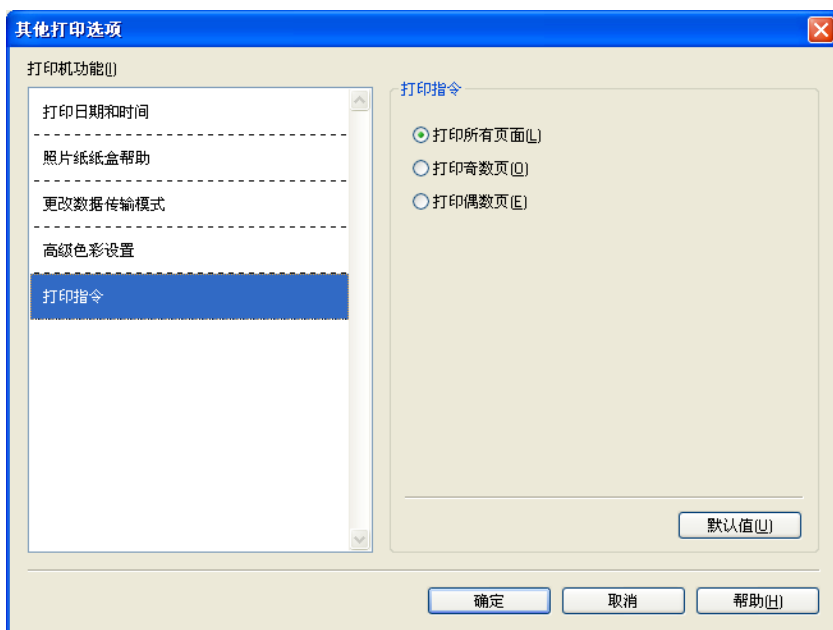 其他打印选项
打印机功能(I)
打印日期和时间
照片纸纸盒帮助
更改数据传输模式
高级色彩设置
打印指令
打印指令
打印所有页面(L)
打印奇数页(O)
打印偶数页(E)
默认值(U)
确定
取消
帮助(H)